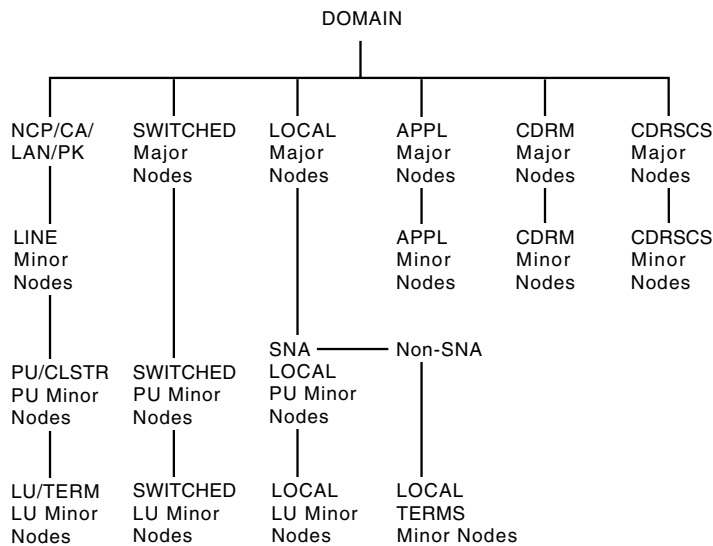 DOMAIN
NCP/CA/
LAN/PK
SWITCHED
Major
Nodes
LOCAL
Major
Nodes
APPL
Major
Nodes
CDRM
Major
Nodes
CDRSCS
Major
Nodes
LINE
Minor
Nodes
APPL
Minor
Nodes
CDRM
Minor
Nodes
CDRSCS
Minor
Nodes
PU/CLSTR
PU Minor
Nodes
SWITCHED
PU Minor
Nodes
SNA
LOCAL
PU Minor
Nodes
Non-SNA
LU/TERM
LU Minor
Nodes
SWITCHED
LU Minor
Nodes
LOCAL
LU Minor
Nodes
LOCAL
TERMS
Minor Nodes